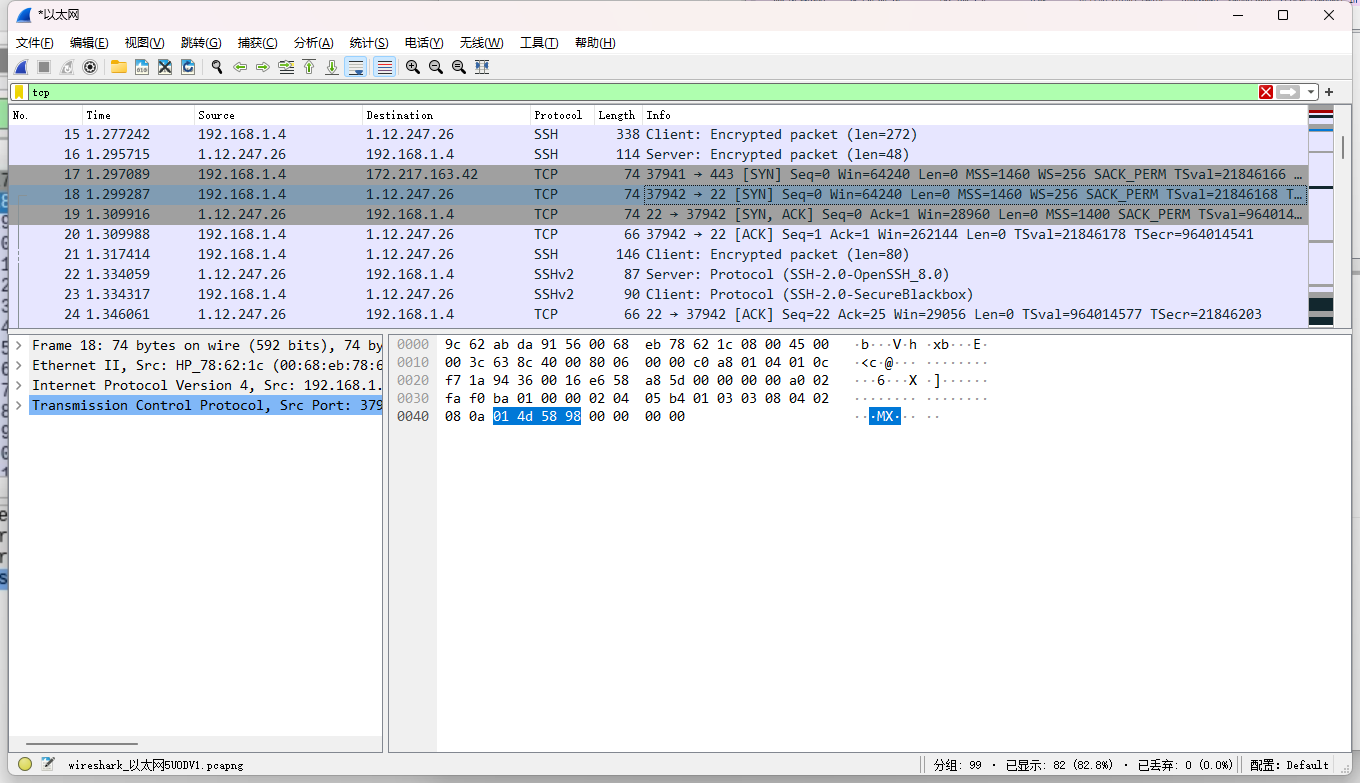 *以太网
文件(F) 编辑(E) 视图(V) 跳转(G) 捕获(C) 分析(A) 统计(S) 电话(Y) 无线(W) 工具(T) 帮助(H)
tcp
No. Time Source Destination Protocol Length Info
15 1.277242 192.168.1.4 1.12.247.26 SSH 338 Client: Encrypted packet (len=272)
16 1.295715 1.12.247.26 192.168.1.4 SSH 114 Server: Encrypted packet (len=48)
17 1.297089 192.168.1.4 172.217.163.42 TCP 74 37941 → 443 [SYN] Seq=0 Win=64240 Len=0 MSS=1460 WS=256 SACK_PERM TSval=21846166 …
18 1.299287 192.168.1.4 1.12.247.26 TCP 74 37942 → 22 [SYN] Seq=0 Win=64240 Len=0 MSS=1460 WS=256 SACK_PERM TSval=21846168 T…
19 1.309916 1.12.247.26 192.168.1.4 TCP 74 22 → 37942 [SYN, ACK] Seq=0 Ack=1 Win=28960 Len=0 MSS=1400 SACK_PERM TSval=964014…
20 1.309988 192.168.1.4 1.12.247.26 TCP 66 37942 → 22 [ACK] Seq=1 Ack=1 Win=262144 Len=0 TSval=21846178 TSecr=964014541
21 1.317414 192.168.1.4 1.12.247.26 SSH 146 Client: Encrypted packet (len=80)
22 1.334059 1.12.247.26 192.168.1.4 SSHv2 87 Server: Protocol (SSH-2.0-OpenSSH_8.0)
23 1.334317 192.168.1.4 1.12.247.26 SSHv2 90 Client: Protocol (SSH-2.0-SecureBlackbox)
24 1.346061 1.12.247.26 192.168.1.4 TCP 66 22 → 37942 [ACK] Seq=22 Ack=25 Win=29056 Len=0 TSval=964014577 TSecr=21846203
Frame 18: 74 bytes on wire (592 bits), 74 by
Ethernet II, Src: HP_78:62:1c (00:68:eb:78:6
Internet Protocol Version 4, Src: 192.168.1.
Transmission Control Protocol, Src Port: 379
0000 9c 62 ab da 91 56 00 68 eb 78 62 1c 08 00 45 00 ·b···V·h ·xb···E·
0010 00 3c 63 8c 40 00 80 06 00 00 c0 a8 01 04 01 0c ·<c·@··· ········
0020 f7 1a 94 36 00 16 e6 58 a8 5d 00 00 00 00 a0 02 ···6···X ·]······
0030 fa f0 ba 01 00 00 02 04 05 b4 01 03 03 08 04 02 ········ ········
0040 08 0a 01 4d 58 98 00 00 00 00 ···MX··· ··
wireshark_以太网5UODV1.pcapng
分组: 99 · 已显示: 82 (82.8%) · 已丢弃: 0 (0.0%)
配置: Default